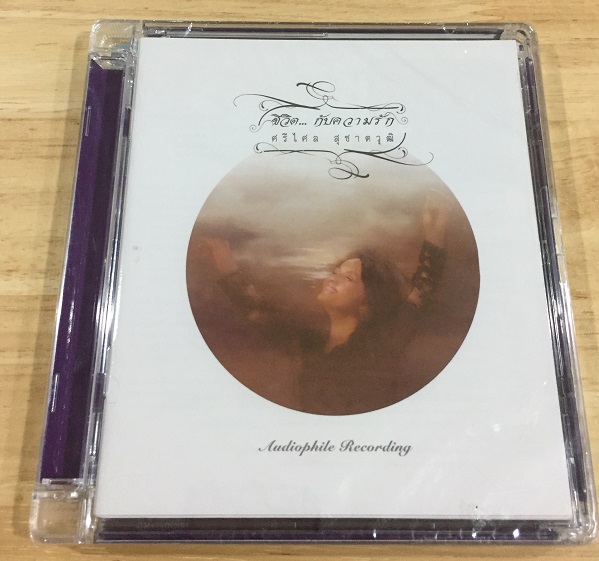 ชีวิต... กับความรัก
ศรีไศล สุชาตวุฒิ
Audiophile Recording